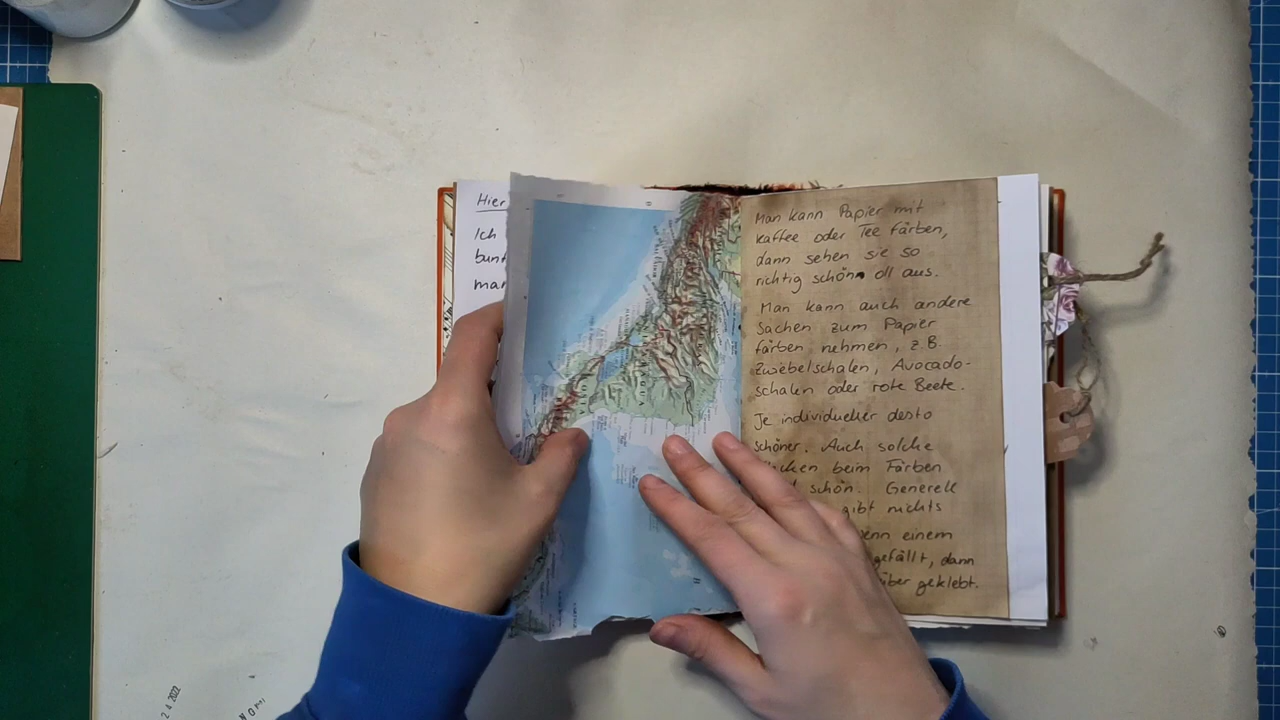 Hier
Ich
bunt
Man kann Papier mit
kaffee oder Tee färben,
dann sehen sie so
richtig schön oll aus.
Man kann auch andere
Sachen zum Papier
färben nehmen, z.B.
Zwiebelschalen, Avocado-
schalen oder rote Beete.
Je individueller desto
schöner. Auch solche
beim Färben
schön. Generell
gibt nichts
einem
gefällt, dann
über geklebt.